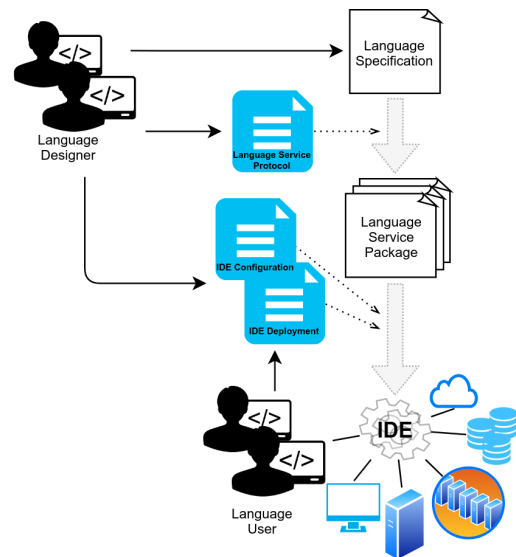 </>
</>
Language
Designer
Language
Specification
Language Service
Protocol
Language
Service
Package
IDE Configuration
IDE Deployment
</>
</>
Language
User
IDE